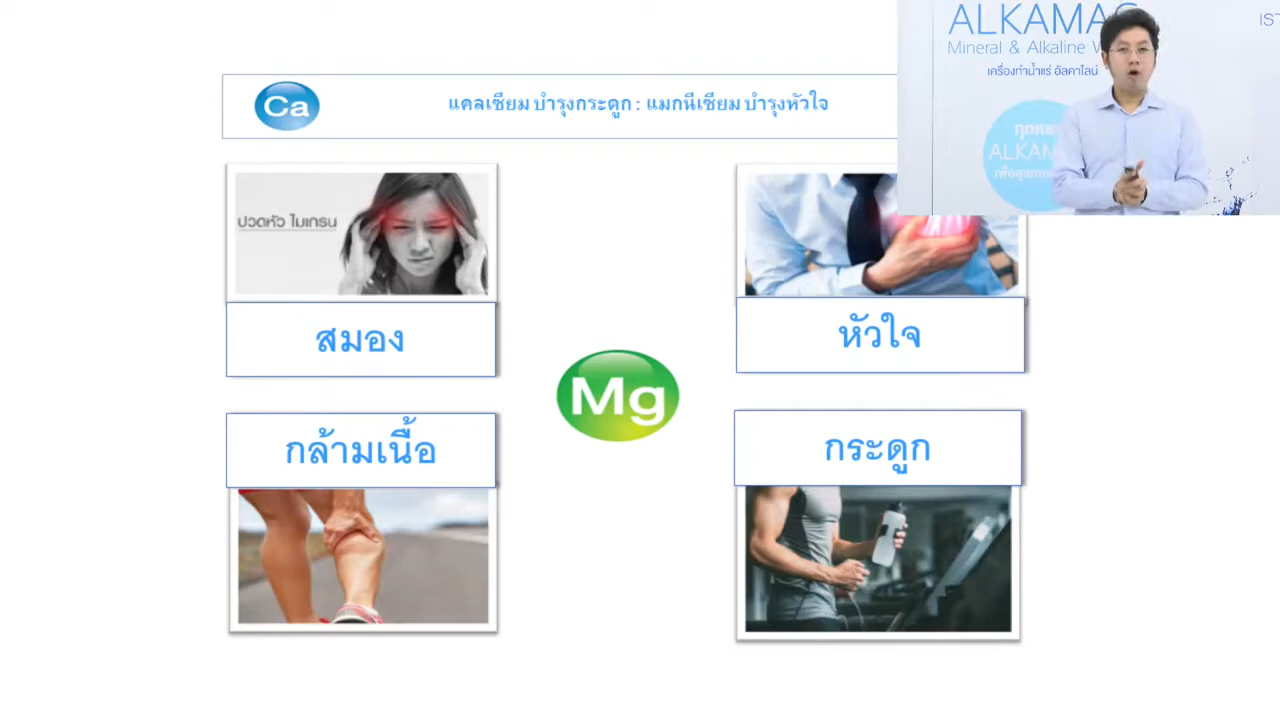 Ca
แคลเซียม บำรุงกระดูก : แมกนีเซียม บำรุงหัวใจ
ALKAMAG
Mineral & Alkaline
เครื่องทำน้ำแร่ อัลคาไลน์
เรา
ปวดหัว ไมเกรน
สมอง
หัวใจ
Mg
กล้ามเนื้อ
กระดูก